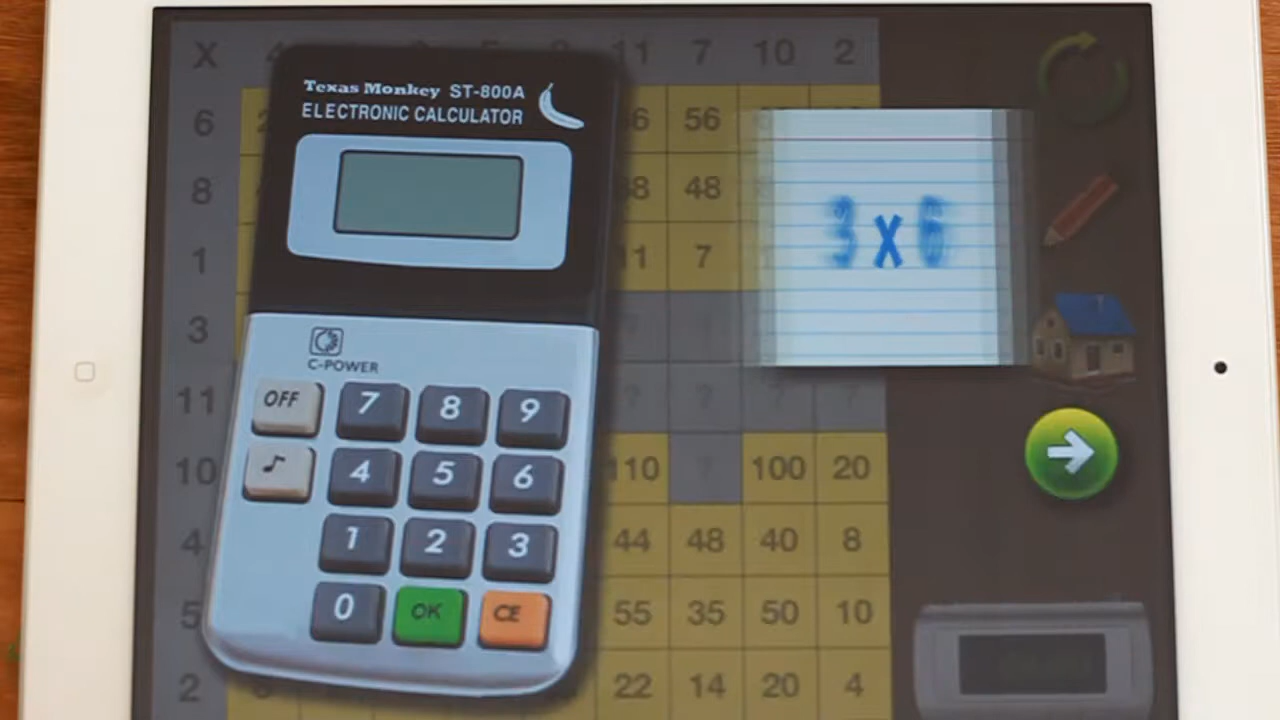 X 11 7 10 2
Texas Monkey ST-800A
ELECTRONIC CALCULATOR
6 56
8 48
3 x 6
1 11 7
3 ? ?
C-POWER
11 ? ? ? ?
OFF 7 8 9
10 110 ? 100 20
4 5 6
4 44 48 40 8
1 2 3
5 55 35 50 10
0 OK CE
2 22 14 20 4